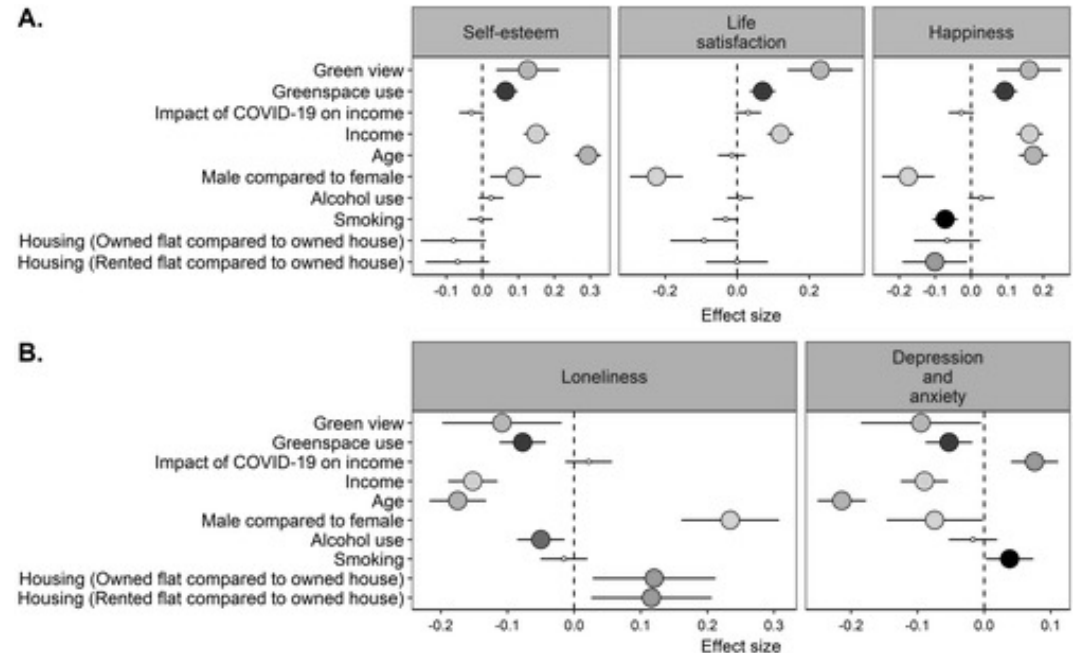 A.
Self-esteem
Life
satisfaction
Happiness
Green view
Greenspace use
Impact of COVID-19 on income
Income
Age
Male compared to female
Alcohol use
Smoking
Housing (Owned flat compared to owned house)
Housing (Rented flat compared to owned house)
-0.1 0.0 0.1 0.2 0.3
-0.2 0.0 0.2
-0.2 -0.1 0.0 0.1 0.2
Effect size
B.
Loneliness
Depression
and
anxiety
Green view
Greenspace use
Impact of COVID-19 on income
Income
Age
Male compared to female
Alcohol use
Smoking
Housing (Owned flat compared to owned house)
Housing (Rented flat compared to owned house)
-0.2 -0.1 0.0 0.1 0.2 0.3
-0.2 -0.1 0.0 0.1
Effect size